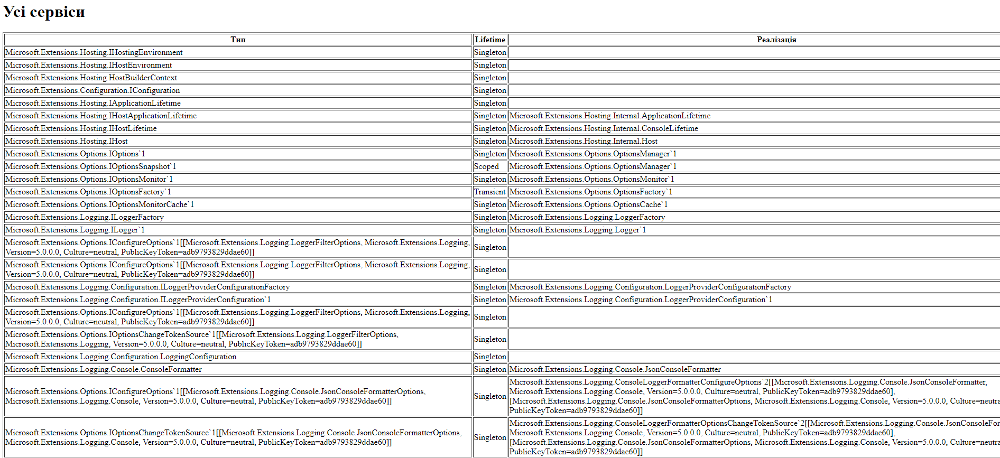 Усі сервіси
Тип Lifetime Реалізація
Microsoft.Extensions.Hosting.IHostingEnvironment Singleton
Microsoft.Extensions.Hosting.IHostEnvironment Singleton
Microsoft.Extensions.Hosting.HostBuilderContext Singleton
Microsoft.Extensions.Configuration.IConfiguration Singleton
Microsoft.Extensions.Hosting.IApplicationLifetime Singleton
Microsoft.Extensions.Hosting.IHostApplicationLifetime Singleton Microsoft.Extensions.Hosting.Internal.ApplicationLifetime
Microsoft.Extensions.Hosting.IHostLifetime Singleton Microsoft.Extensions.Hosting.Internal.ConsoleLifetime
Microsoft.Extensions.Hosting.IHost Singleton Microsoft.Extensions.Hosting.Internal.Host
Microsoft.Extensions.Options.IOptions`1 Singleton Microsoft.Extensions.Options.OptionsManager`1
Microsoft.Extensions.Options.IOptionsSnapshot`1 Scoped Microsoft.Extensions.Options.OptionsManager`1
Microsoft.Extensions.Options.IOptionsMonitor`1 Singleton Microsoft.Extensions.Options.OptionsMonitor`1
Microsoft.Extensions.Options.IOptionsFactory`1 Transient Microsoft.Extensions.Options.OptionsFactory`1
Microsoft.Extensions.Options.IOptionsMonitorCache`1 Singleton Microsoft.Extensions.Options.OptionsCache`1
Microsoft.Extensions.Logging.ILoggerFactory Singleton Microsoft.Extensions.Logging.LoggerFactory
Microsoft.Extensions.Logging.ILogger`1 Singleton Microsoft.Extensions.Logging.Logger`1
Microsoft.Extensions.Options.IConfigureOptions`1[[Microsoft.Extensions.Logging.LoggerFilterOptions, Microsoft.Extensions.Logging,
Version=5.0.0.0, Culture=neutral, PublicKeyToken=adb9793829ddae60]]
Singleton
Microsoft.Extensions.Options.IConfigureOptions`1[[Microsoft.Extensions.Logging.LoggerFilterOptions, Microsoft.Extensions.Logging,
Version=5.0.0.0, Culture=neutral, PublicKeyToken=adb9793829ddae60]]
Singleton
Microsoft.Extensions.Logging.Configuration.ILoggerProviderConfigurationFactory Singleton Microsoft.Extensions.Logging.Configuration.LoggerProviderConfigurationFactory
Microsoft.Extensions.Logging.Configuration.ILoggerProviderConfiguration`1 Singleton Microsoft.Extensions.Logging.Configuration.LoggerProviderConfiguration`1
Microsoft.Extensions.Options.IConfigureOptions`1[[Microsoft.Extensions.Logging.LoggerFilterOptions, Microsoft.Extensions.Logging,
Version=5.0.0.0, Culture=neutral, PublicKeyToken=adb9793829ddae60]]
Singleton
Microsoft.Extensions.Options.IOptionsChangeTokenSource`1[[Microsoft.Extensions.Logging.LoggerFilterOptions,
Microsoft.Extensions.Logging, Version=5.0.0.0, Culture=neutral, PublicKeyToken=adb9793829ddae60]]
Singleton
Microsoft.Extensions.Logging.Configuration.LoggingConfiguration Singleton
Microsoft.Extensions.Logging.Console.ConsoleFormatter Singleton Microsoft.Extensions.Logging.Console.JsonConsoleFormatter
Microsoft.Extensions.Options.IConfigureOptions`1[[Microsoft.Extensions.Logging.Console.JsonConsoleFormatterOptions,
Microsoft.Extensions.Logging.Console, Version=5.0.0.0, Culture=neutral, PublicKeyToken=adb9793829ddae60]]
Singleton
Microsoft.Extensions.Logging.ConsoleLoggerFormatterConfigureOptions`2[[Microsoft.Extensions.Logging.Console.JsonConsoleFormatter,
Microsoft.Extensions.Logging.Console, Version=5.0.0.0, Culture=neutral, PublicKeyToken=adb9793829ddae60],
[Microsoft.Extensions.Logging.Console.JsonConsoleFormatterOptions, Microsoft.Extensions.Logging.Console, Version=5.0.0.0, Culture=neutra
PublicKeyToken=adb9793829ddae60]]
Microsoft.Extensions.Options.IOptionsChangeTokenSource`1[[Microsoft.Extensions.Logging.Console.JsonConsoleFormatterOptions,
Microsoft.Extensions.Logging.Console, Version=5.0.0.0, Culture=neutral, PublicKeyToken=adb9793829ddae60]]
Singleton
Microsoft.Extensions.Logging.ConsoleLoggerFormatterOptionsChangeTokenSource`2[[Microsoft.Extensions.Logging.Console.JsonConsoleFor
Microsoft.Extensions.Logging.Console, Version=5.0.0.0, Culture=neutral, PublicKeyToken=adb9793829ddae60],
[Microsoft.Extensions.Logging.Console.JsonConsoleFormatterOptions, Microsoft.Extensions.Logging.Console, Version=5.0.0.0, Culture=neutra
PublicKeyToken=adb9793829ddae60]]